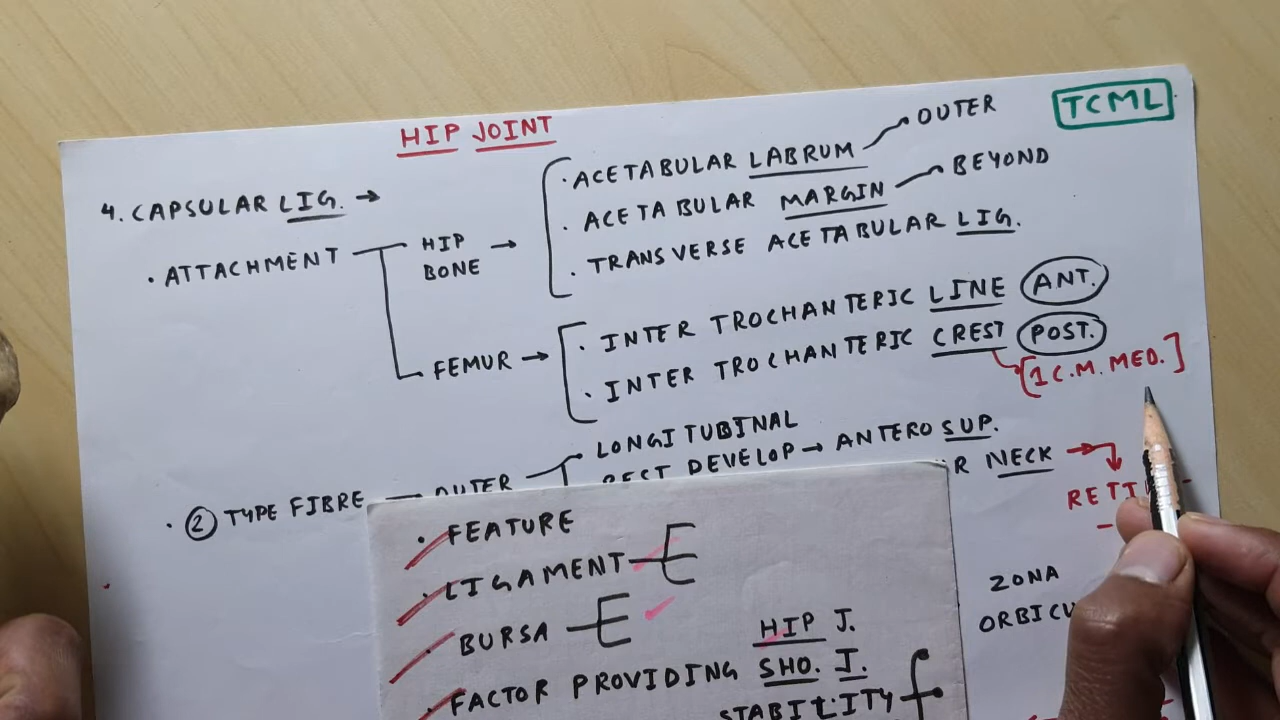 TCML
HIP JOINT
4. CAPSULAR LIG. →
· ATTACHMENT
HIP BONE →
· ACETABULAR LABRUM OUTER
· ACETABULAR MARGIN BEYOND
· TRANSVERSE ACETABULAR LIG.
FEMUR →
· INTER TROCHANTERIC LINE ANT.
· INTER TROCHANTERIC CREST POST.
[1 C.M. MED.]
· 2 TYPE FIBRE OUTER
LONGITUBINAL
DEVELOP → ANTERO SUP.
R NECK →
ZONA
· FEATURE
· LIGAMENT
· BURSA
· FACTOR PROVIDING
HIP J.
SHO. J.
STABILITY